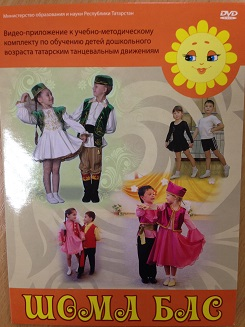 Министерство образования и науки Республики Татарстан
DVD
Видео-приложение к учебно-методическому
комплекту по обучению детей дошкольного
возраста татарским танцевальным движениям
ШОМА БАС